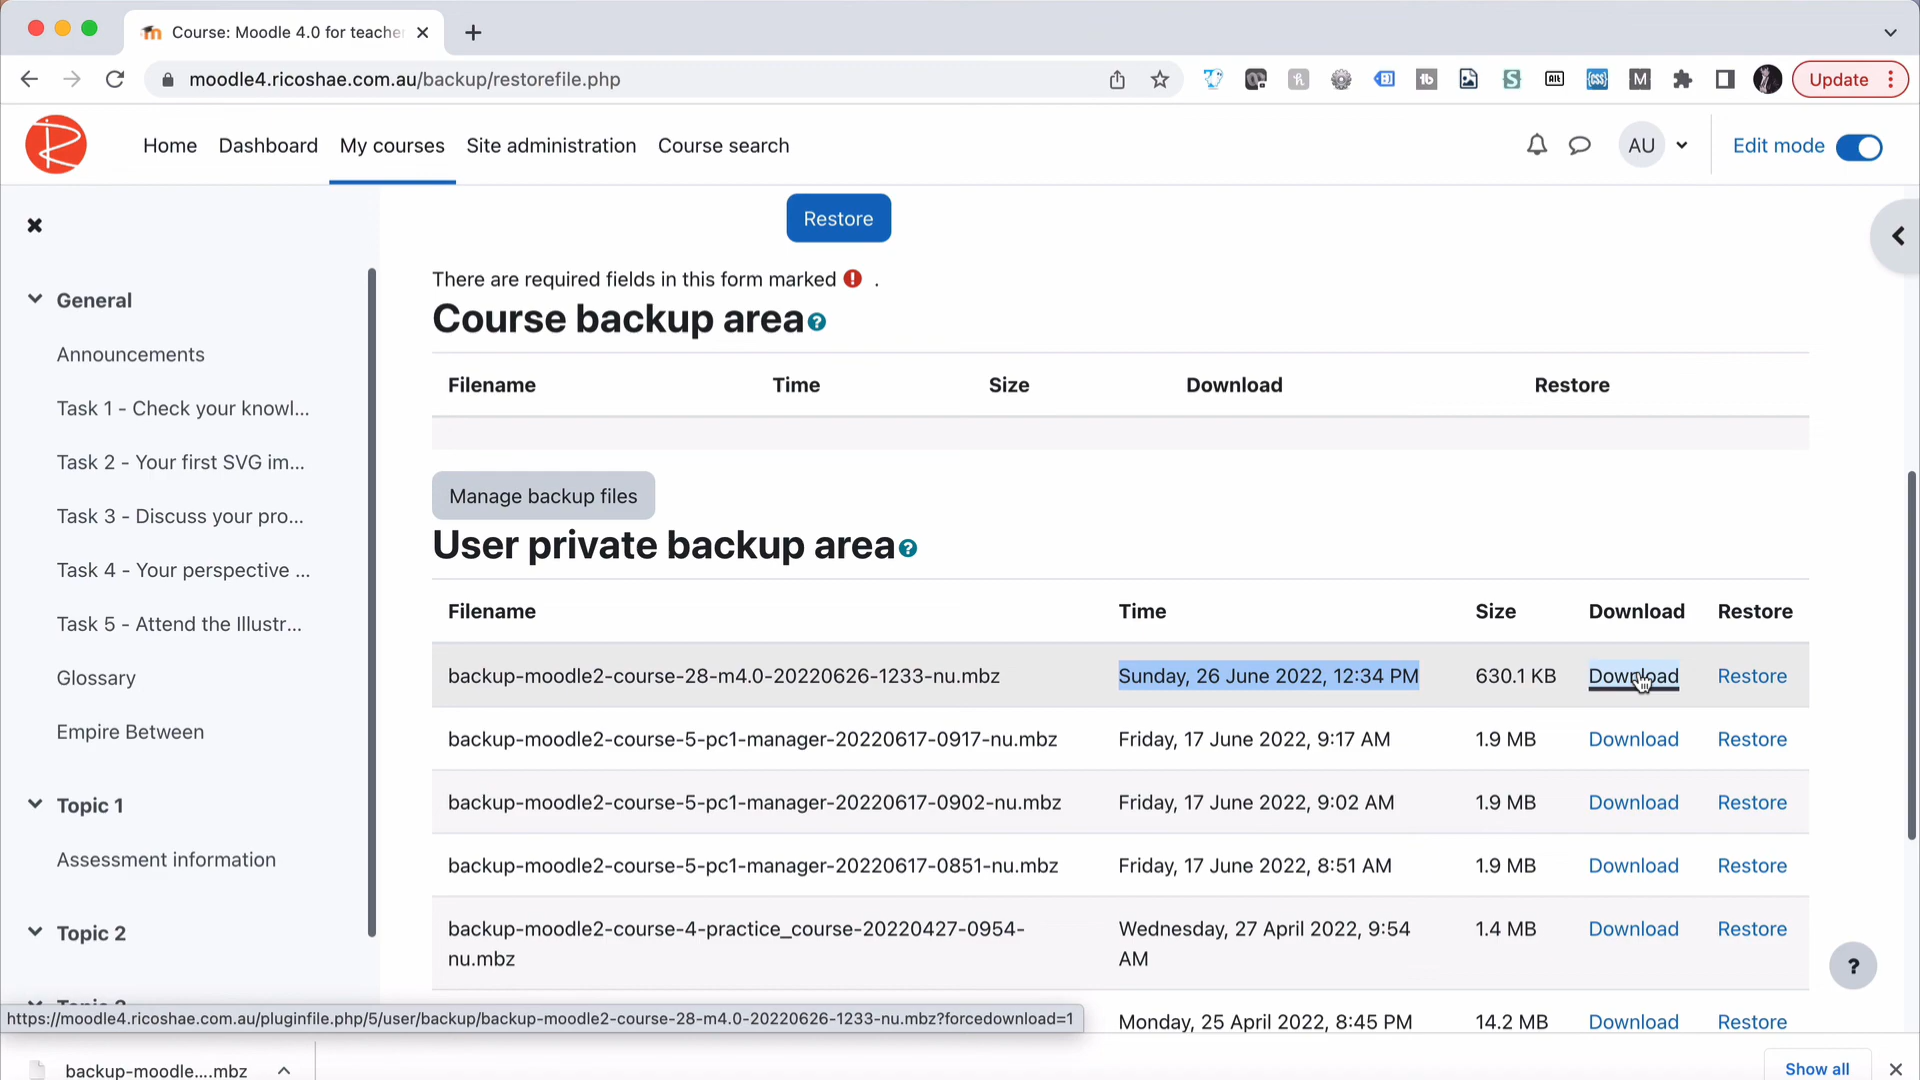 Course: Moodle 4.0 for teache
moodle4.ricoshae.com.au/backup/restorefile.php
Update
Home Dashboard My courses Site administration Course search
AU
Edit mode
Restore
There are required fields in this form marked .
Course backup area
Filename Time Size Download Restore
Manage backup files
User private backup area
Filename Time Size Download Restore
backup-moodle2-course-28-m4.0-20220626-1233-nu.mbz Sunday, 26 June 2022, 12:34 PM 630.1 KB Download Restore
backup-moodle2-course-5-pc1-manager-20220617-0917-nu.mbz Friday, 17 June 2022, 9:17 AM 1.9 MB Download Restore
backup-moodle2-course-5-pc1-manager-20220617-0902-nu.mbz Friday, 17 June 2022, 9:02 AM 1.9 MB Download Restore
backup-moodle2-course-5-pc1-manager-20220617-0851-nu.mbz Friday, 17 June 2022, 8:51 AM 1.9 MB Download Restore
backup-moodle2-course-4-practice_course-20220427-0954- Wednesday, 27 April 2022, 9:54 1.4 MB Download Restore
nu.mbz AM
Monday, 25 April 2022, 8:45 PM 14.2 MB Download Restore
General
Announcements
Task 1 - Check your knowl...
Task 2 - Your first SVG im...
Task 3 - Discuss your pro...
Task 4 - Your perspective ...
Task 5 - Attend the Illustr...
Glossary
Empire Between
Topic 1
Assessment information
Topic 2
?
https://moodle4.ricoshae.com.au/pluginfile.php/5/user/backup/backup-moodle2-course-28-m4.0-20220626-1233-nu.mbz?forcedownload=1
backup-moodle....mbz
Show all